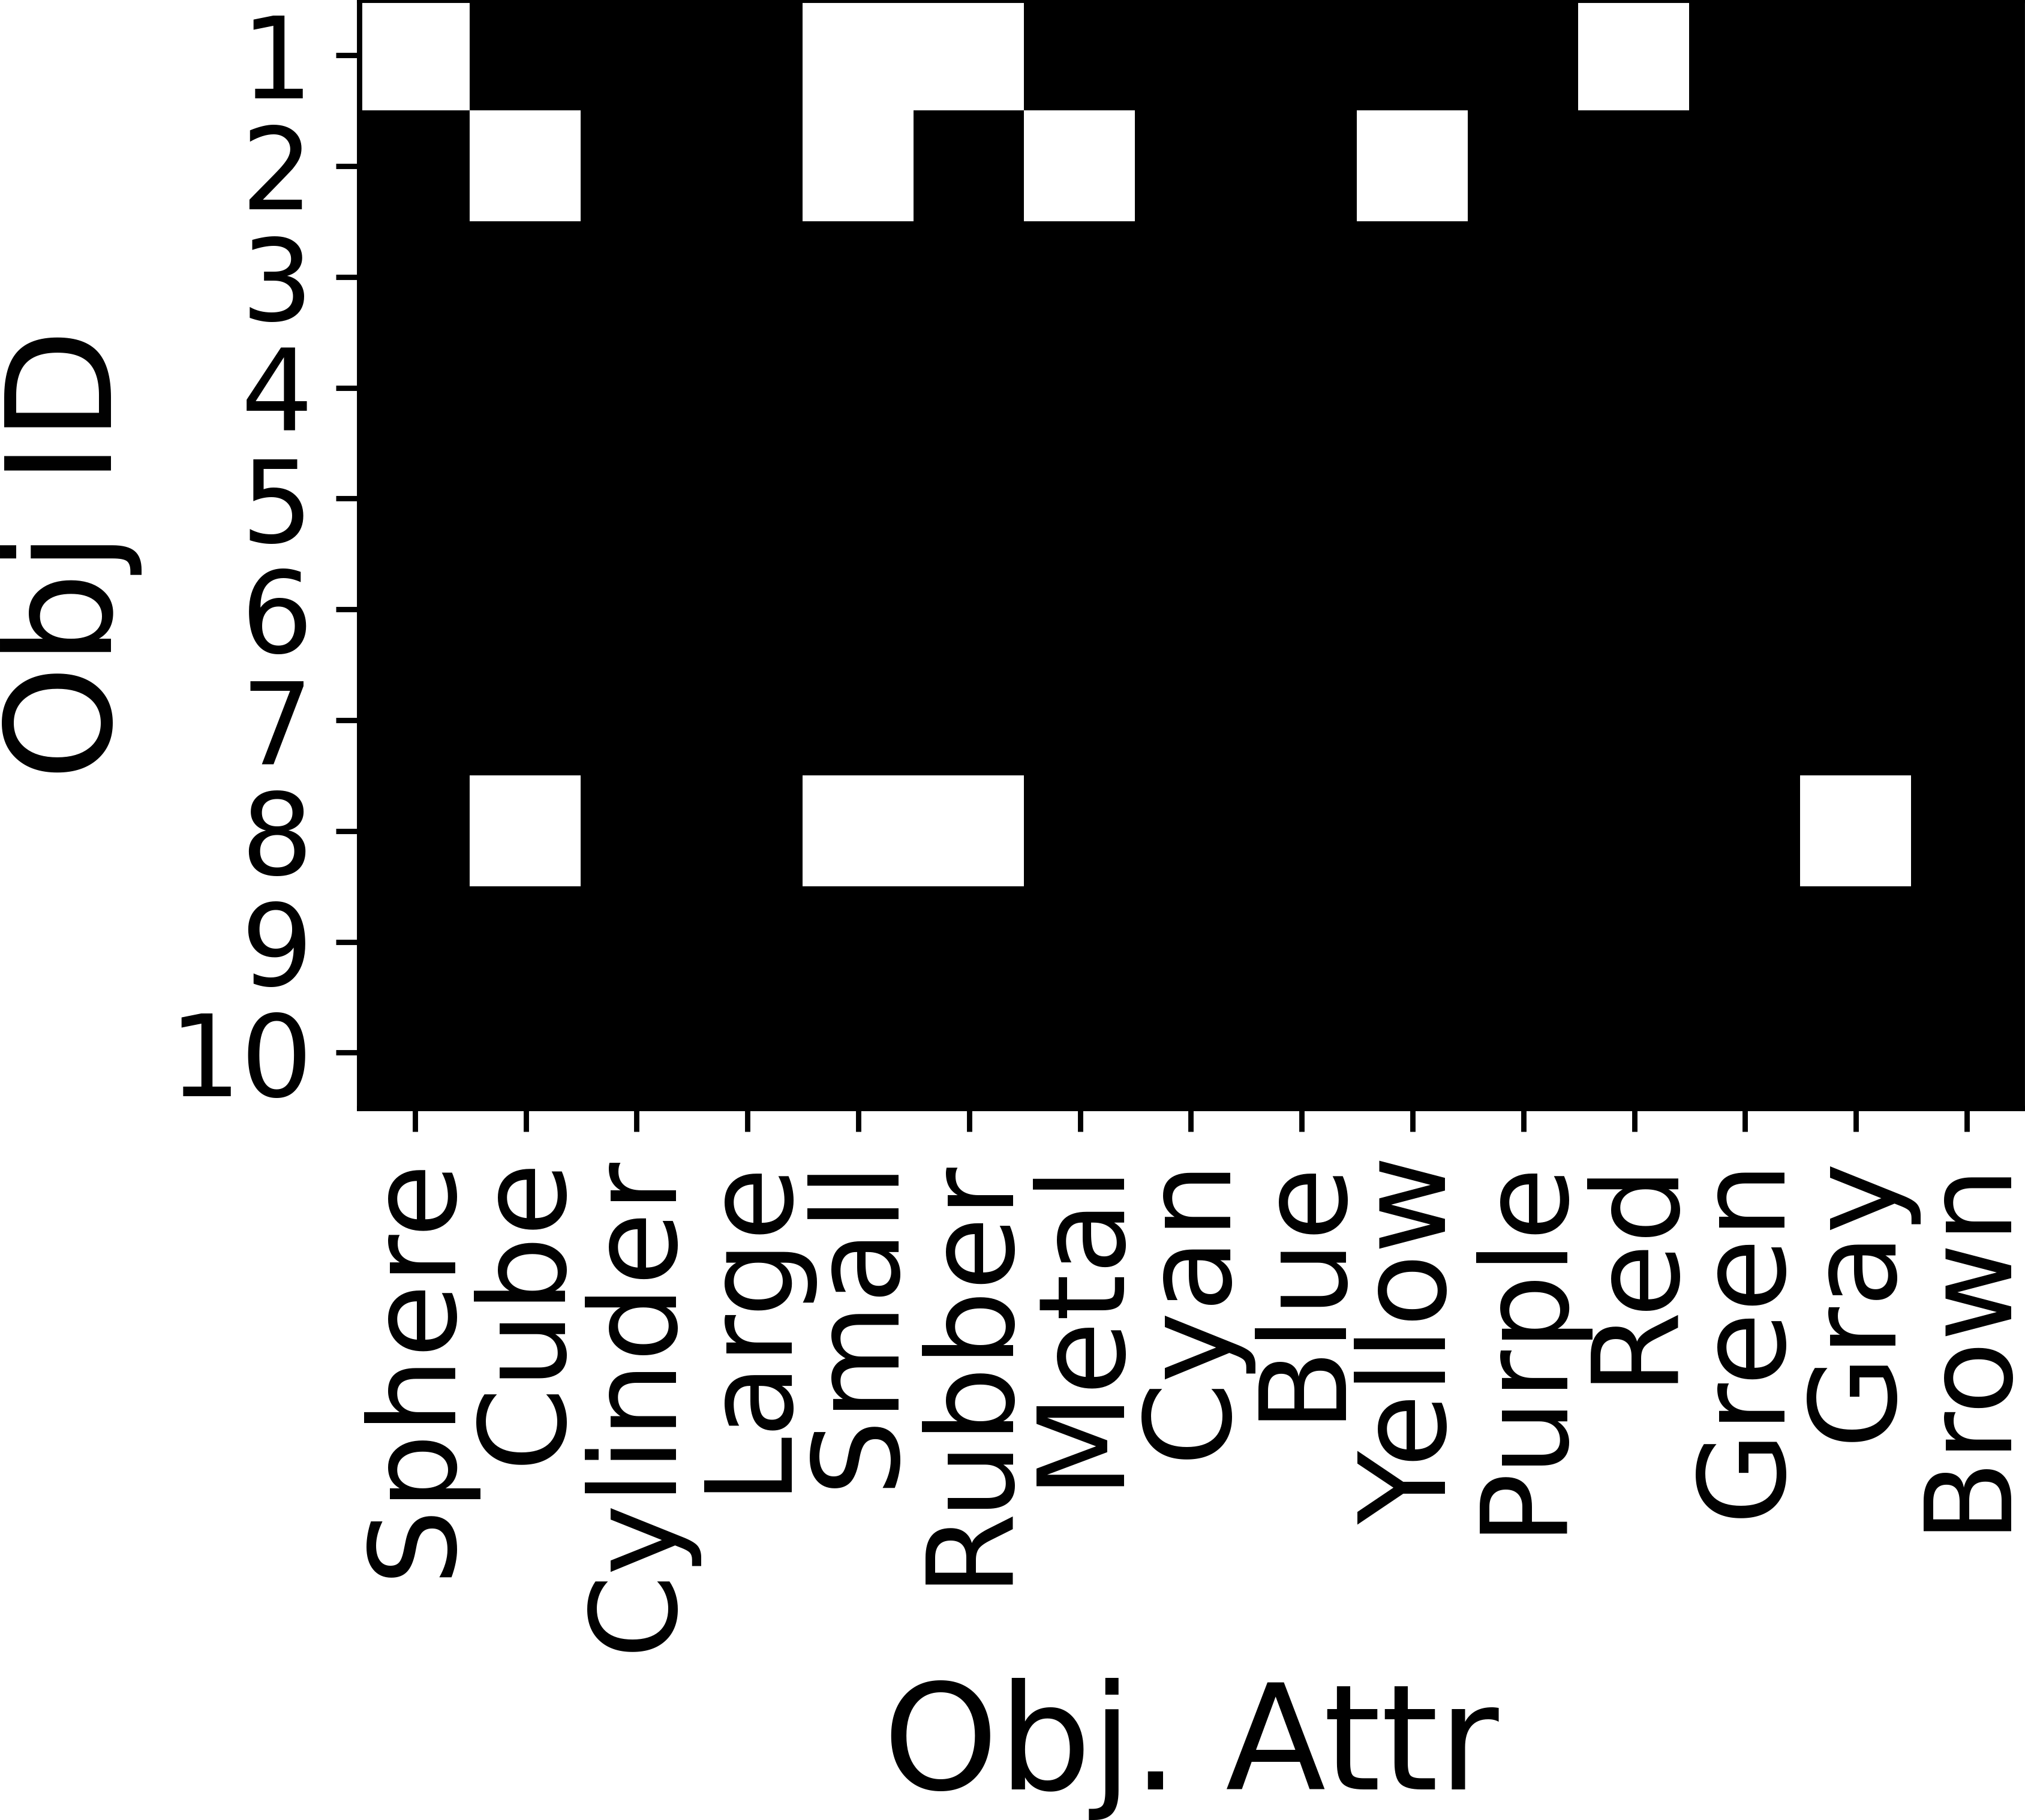 Obj ID
1
2
3
4
5
6
7
8
9
10
Sphere
Cube
Cylinder
Large
Small
Rubber
Metal
Cyan
Blue
Yellow
Purple
Red
Green
Gray
Brown
Obj. Attr